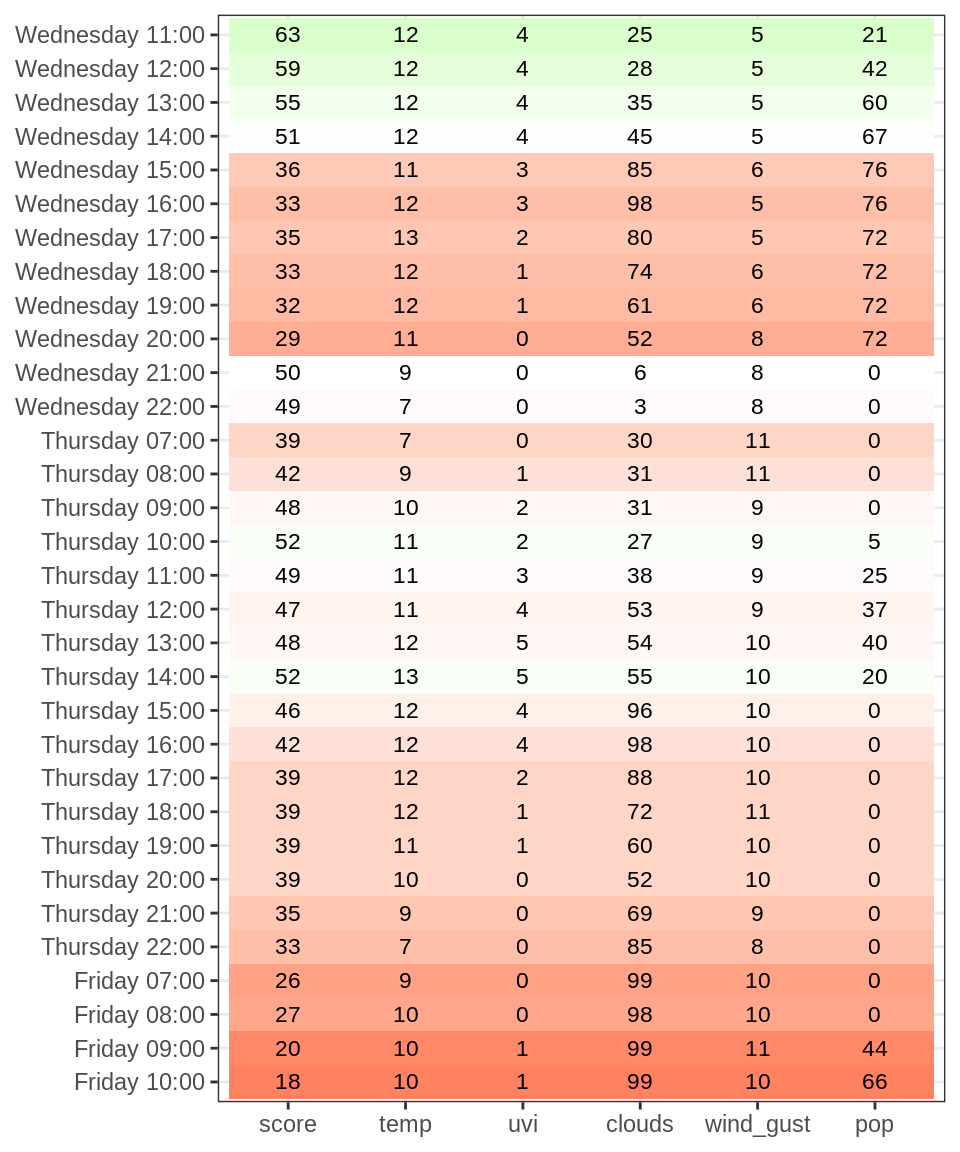 Wednesday 11:00 63 12 4 25 5 21
Wednesday 12:00 59 12 4 28 5 42
Wednesday 13:00 55 12 4 35 5 60
Wednesday 14:00 51 12 4 45 5 67
Wednesday 15:00 36 11 3 85 6 76
Wednesday 16:00 33 12 3 98 5 76
Wednesday 17:00 35 13 2 80 5 72
Wednesday 18:00 33 12 1 74 6 72
Wednesday 19:00 32 12 1 61 6 72
Wednesday 20:00 29 11 0 52 8 72
Wednesday 21:00 50 9 0 6 8 0
Wednesday 22:00 49 7 0 3 8 0
Thursday 07:00 39 7 0 30 11 0
Thursday 08:00 42 9 1 31 11 0
Thursday 09:00 48 10 2 31 9 0
Thursday 10:00 52 11 2 27 9 5
Thursday 11:00 49 11 3 38 9 25
Thursday 12:00 47 11 4 53 9 37
Thursday 13:00 48 12 5 54 10 40
Thursday 14:00 52 13 5 55 10 20
Thursday 15:00 46 12 4 96 10 0
Thursday 16:00 42 12 4 98 10 0
Thursday 17:00 39 12 2 88 10 0
Thursday 18:00 39 12 1 72 11 0
Thursday 19:00 39 11 1 60 10 0
Thursday 20:00 39 10 0 52 10 0
Thursday 21:00 35 9 0 69 9 0
Thursday 22:00 33 7 0 85 8 0
Friday 07:00 26 9 0 99 10 0
Friday 08:00 27 10 0 98 10 0
Friday 09:00 20 10 1 99 11 44
Friday 10:00 18 10 1 99 10 66
score temp uvi clouds wind_gust pop